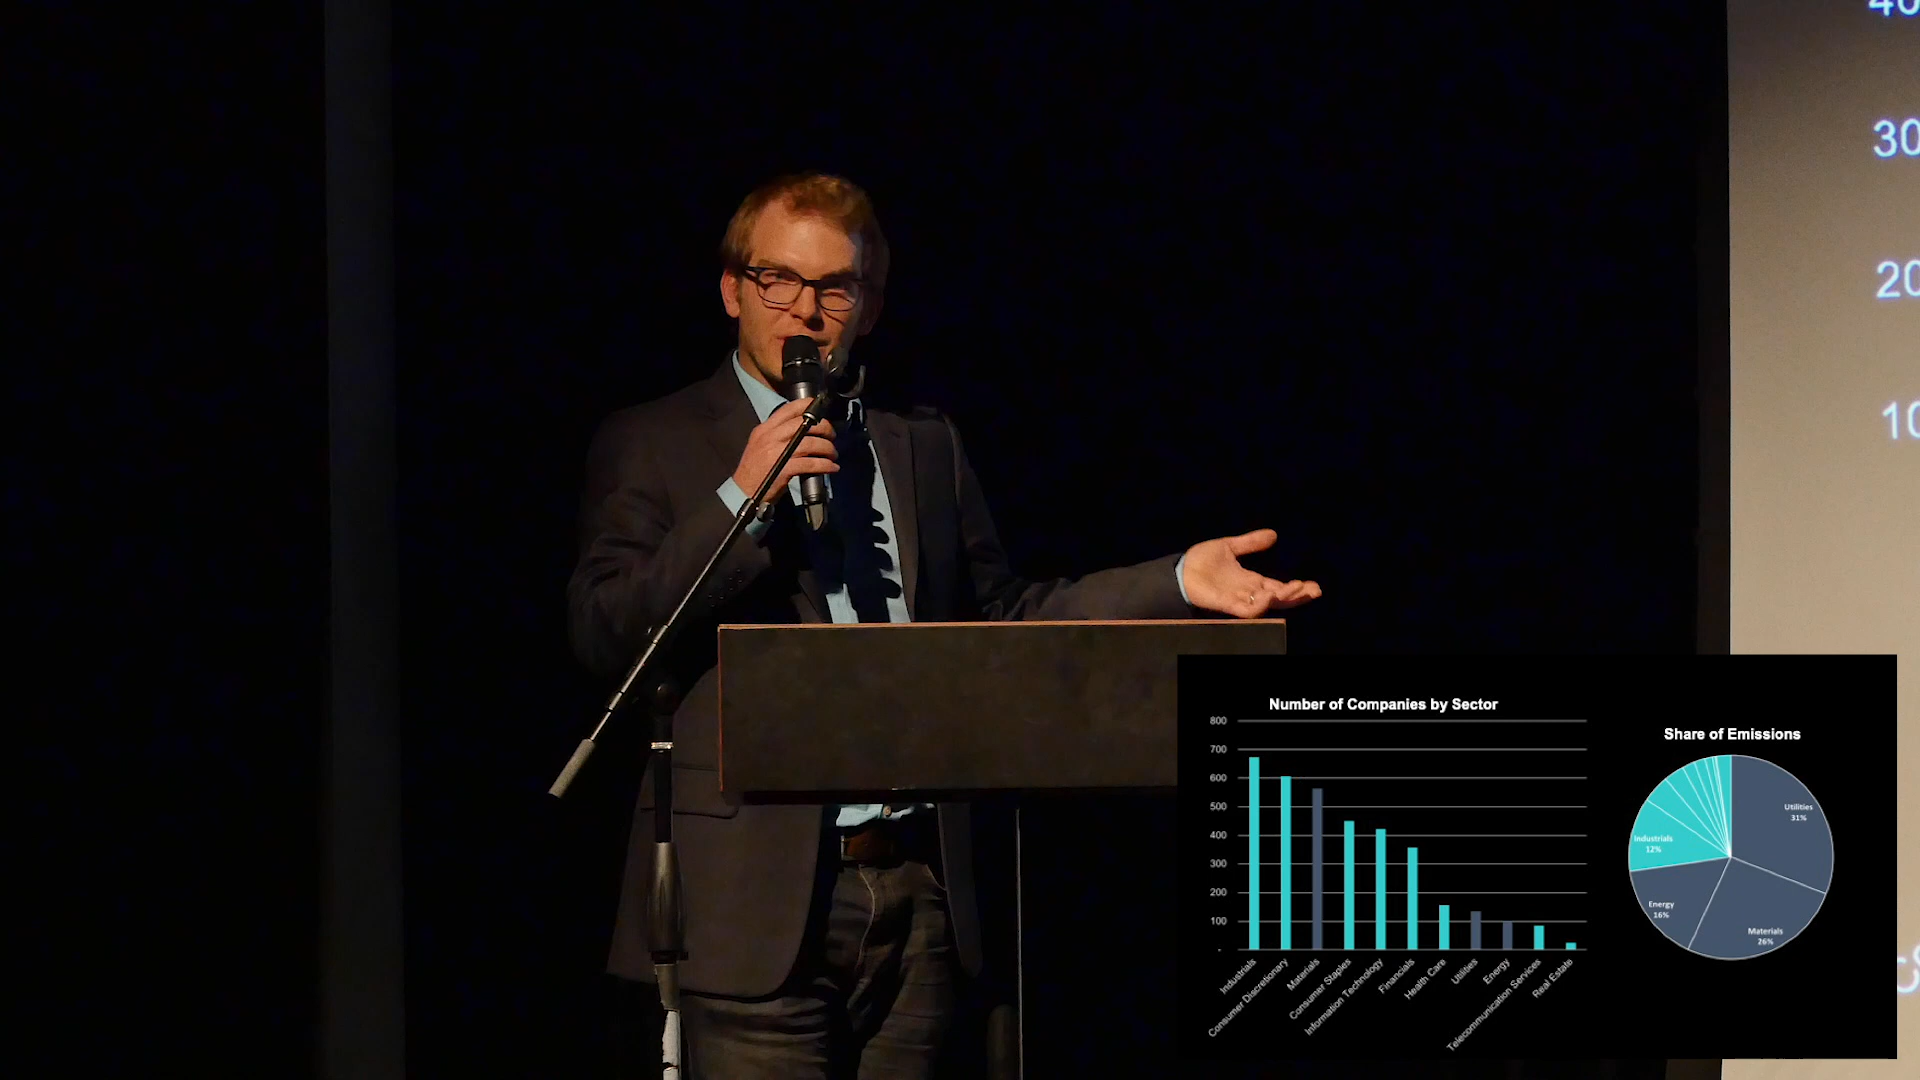 40
30
20
10
Number of Companies by Sector
800
700
600
500
400
300
200
100
-
Industrials
Consumer Discretionary
Materials
Consumer Staples
Information Technology
Financials
Health Care
Utilities
Energy
Telecommunication Services
Real Estate
Share of Emissions
Utilities
31%
Industrials
12%
Energy
16%
Materials
26%